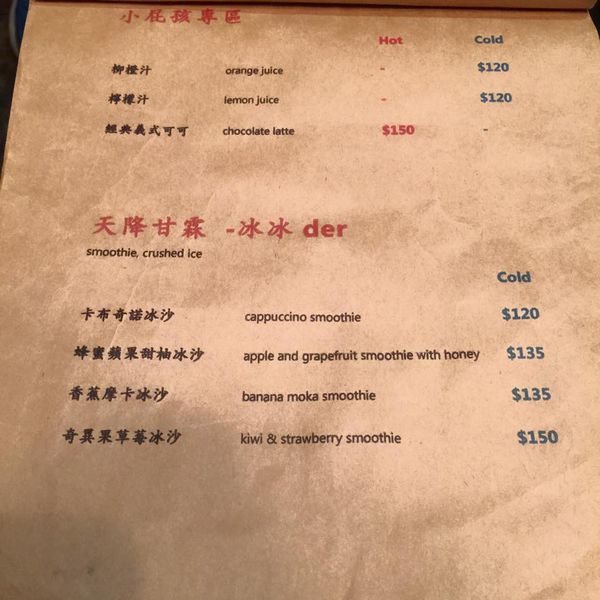 小屁孩專區
Hot Cold
柳橙汁 orange juice - $120
檸檬汁 lemon juice - $120
經典義式可可 chocolate latte $150 -
天降甘霖 -冰冰 der
smoothie, crushed ice
Cold
卡布奇諾冰沙 cappuccino smoothie $120
蜂蜜蘋果甜柚冰沙 apple and grapefruit smoothie with honey $135
香蕉摩卡冰沙 banana moka smoothie $135
奇異果草莓冰沙 kiwi & strawberry smoothie $150